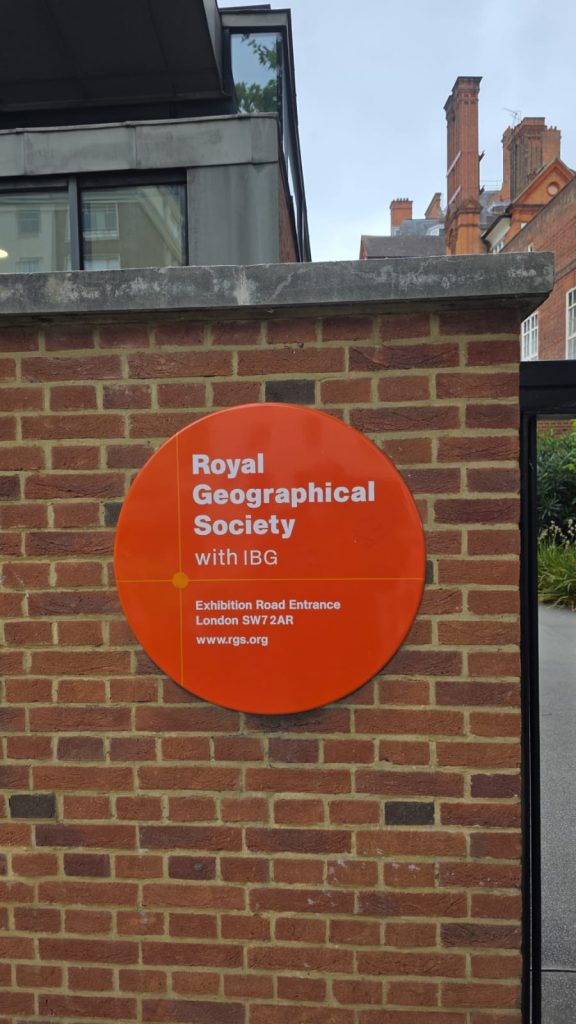 Royal
Geographical
Society
with IBG
Exhibition Road Entrance
London SW7 2AR
www.rgs.org